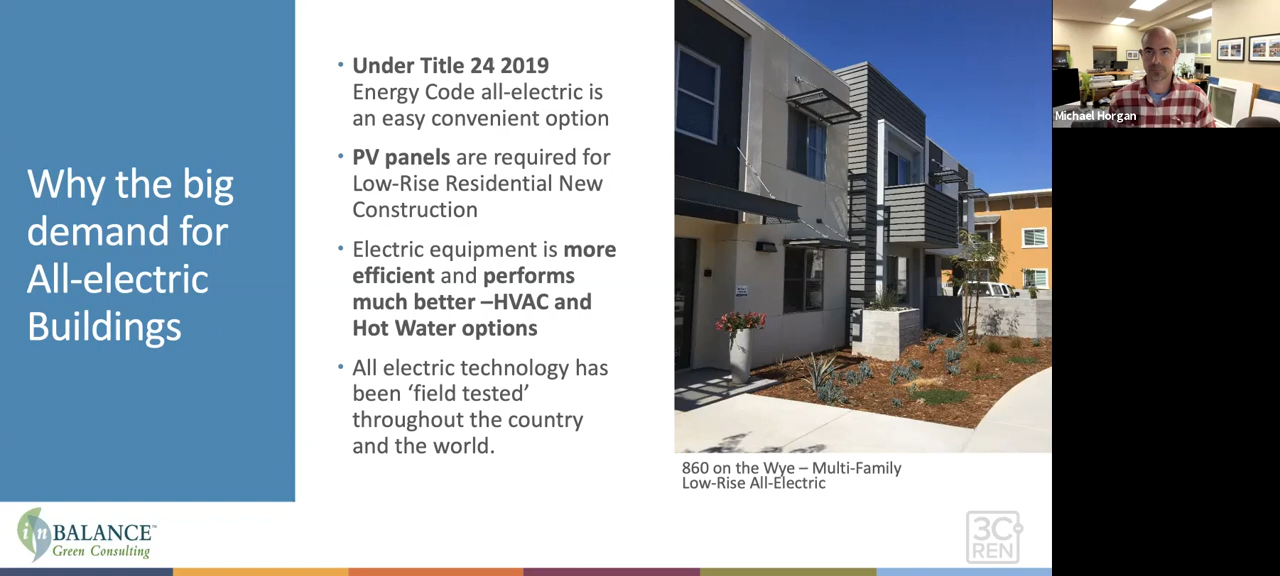 Why the big
demand for
All-electric
Buildings
• Under Title 24 2019
Energy Code all-electric is
an easy convenient option
• PV panels are required for
Low-Rise Residential New
Construction
• Electric equipment is more
efficient and performs
much better –HVAC and
Hot Water options
• All electric technology has
been ‘field tested’
throughout the country
and the world.
860 on the Wye – Multi-Family
Low-Rise All-Electric
Michael Horgan
in BALANCE™
Green Consulting
3C
REN